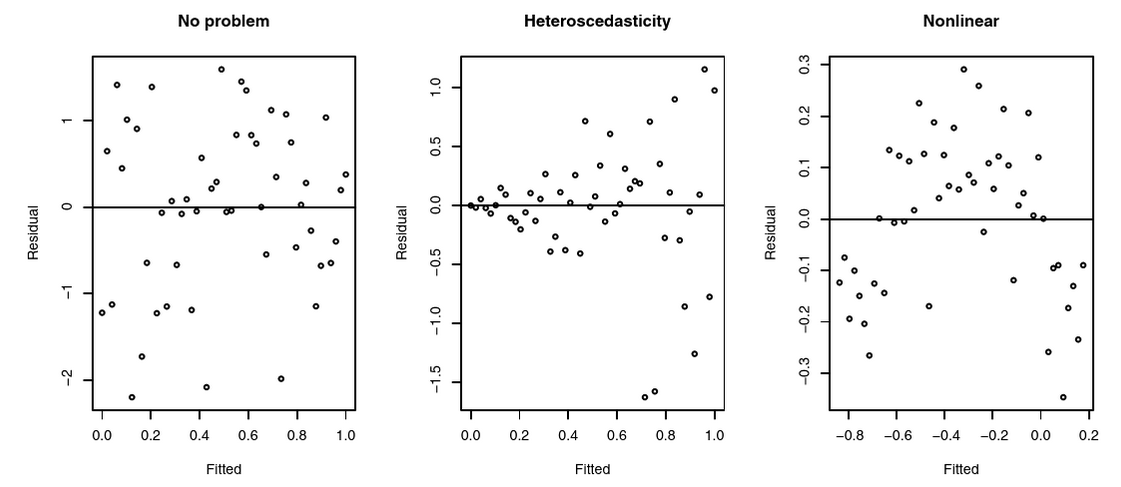 No problem
Residual
1
0
−1
−2
0.0 0.2 0.4 0.6 0.8 1.0
Fitted
Heteroscedasticity
Residual
1.0
0.5
0.0
−0.5
−1.0
−1.5
0.0 0.2 0.4 0.6 0.8 1.0
Fitted
Nonlinear
Residual
0.3
0.2
0.1
0.0
−0.1
−0.2
−0.3
−0.8 −0.6 −0.4 −0.2 0.0 0.2
Fitted